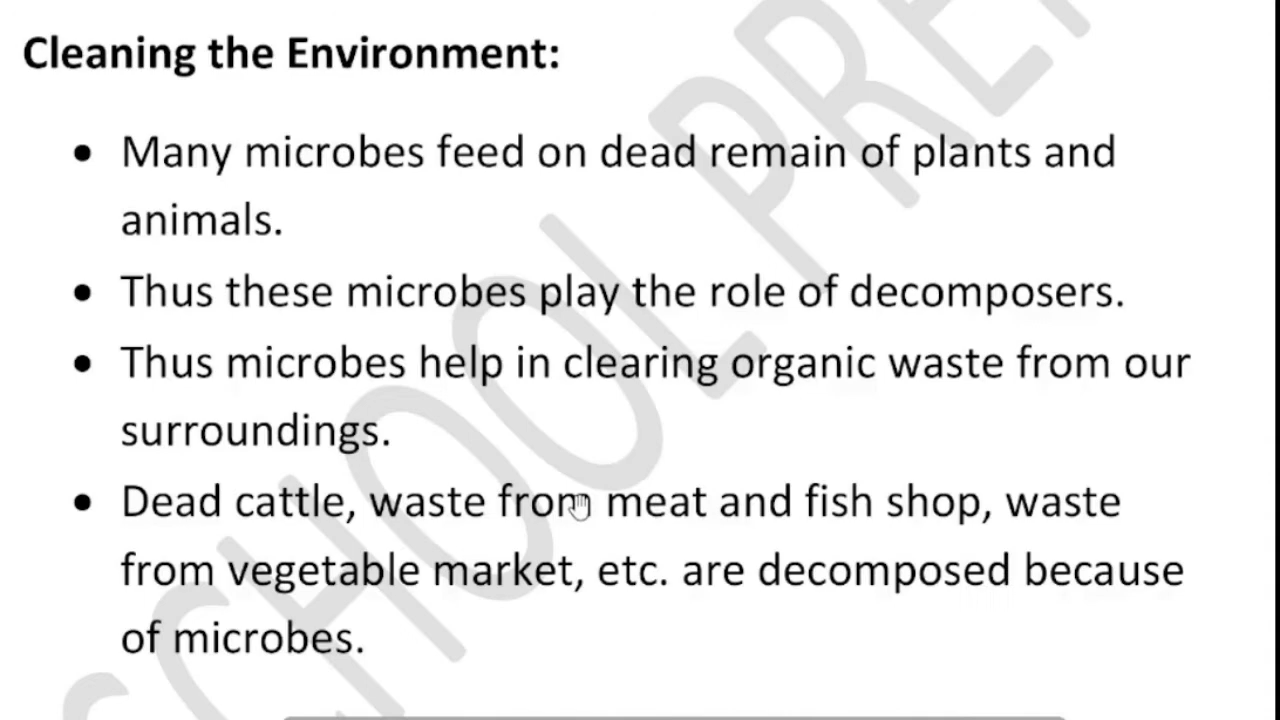 Cleaning the Environment:
• Many microbes feed on dead remain of plants and
animals.
• Thus these microbes play the role of decomposers.
• Thus microbes help in clearing organic waste from our
surroundings.
• Dead cattle, waste from meat and fish shop, waste
from vegetable market, etc. are decomposed because
of microbes.